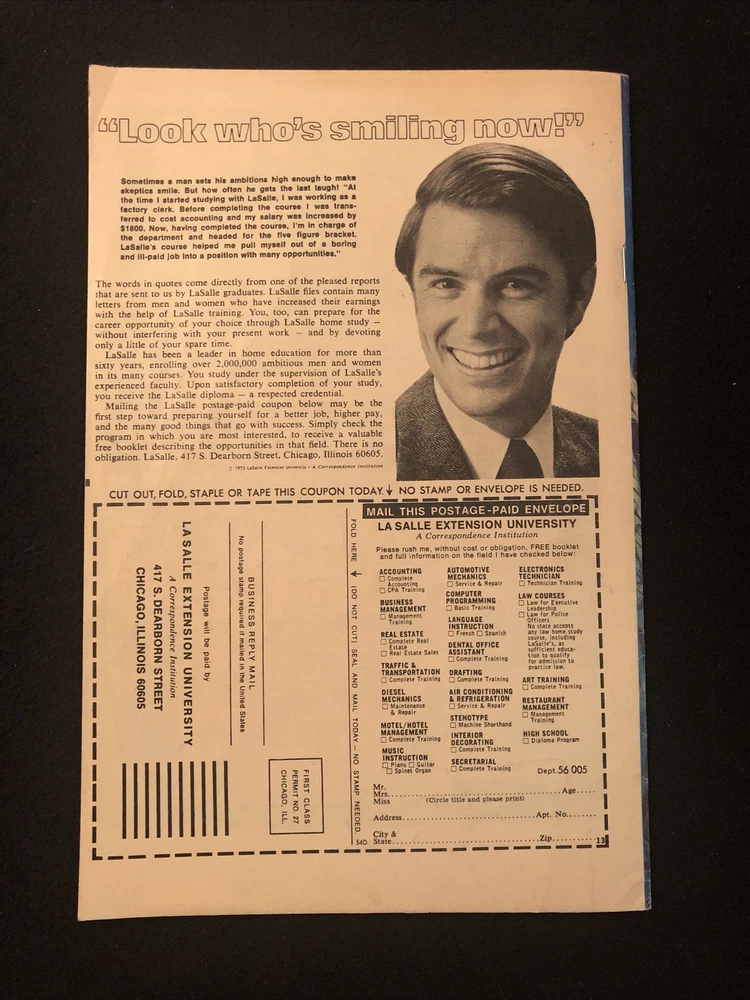 “Look who's smiling now!”
Sometimes a man sets his ambitions high enough to make
skeptics smile. But how often he gets the last laugh! "At
the time I started studying with LaSalle, I was working as a
factory clerk. Before completing the course I was trans-
ferred to cost accounting and my salary was increased by
$1800. Now, having completed the course, I'm in charge of
the department and headed for the five figure bracket.
LaSalle's course helped me pull myself out of a boring
and ill-paid job into a position with many opportunities."
The words in quotes come directly from one of the pleased reports
that are sent to us by LaSalle graduates. LaSalle files contain many
letters from men and women who have increased their earnings
with the help of LaSalle training. You, too, can prepare for the
career opportunity of your choice through LaSalle home study —
without interfering with your present work — and by devoting
only a little of your spare time.
LaSalle has been a leader in home education for more than
sixty years, enrolling over 2,000,000 ambitious men and women
in its many courses. You study under the supervision of LaSalle's
experienced faculty. Upon satisfactory completion of your study,
you receive the LaSalle diploma — a respected credential.
Mailing the LaSalle postage-paid coupon below may be the
first step toward preparing yourself for a better job, higher pay,
and the many good things that go with success. Simply check the
program in which you are most interested, to receive a valuable
free booklet describing the opportunities in that field. There is no
obligation. LaSalle, 417 S. Dearborn Street, Chicago, Illinois 60605.
© 1973 LaSalle Extension University • A Correspondence Institution
CUT OUT, FOLD, STAPLE OR TAPE THIS COUPON TODAY. NO STAMP OR ENVELOPE IS NEEDED.
FIRST CLASS
PERMIT NO. 27
CHICAGO, ILL.
BUSINESS REPLY MAIL
No postage stamp required if mailed in the United States
Postage will be paid by
LA SALLE EXTENSION UNIVERSITY
A Correspondence Institution
417 S. DEARBORN STREET
CHICAGO, ILLINOIS 60605
FOLD HERE (DO NOT CUT) SEAL AND MAIL TODAY — NO STAMP NEEDED
54D
MAIL THIS POSTAGE-PAID ENVELOPE
LA SALLE EXTENSION UNIVERSITY
A Correspondence Institution
Please rush me, without cost or obligation, FREE booklet
and full information on the field I have checked below:
ACCOUNTING
☐ Complete
Accounting
☐ CPA Training
BUSINESS
MANAGEMENT
☐ Management
Training
REAL ESTATE
☐ Complete Real
Estate
☐ Real Estate Sales
TRAFFIC &
TRANSPORTATION
☐ Complete Training
DIESEL
MECHANICS
☐ Maintenance
& Repair
MOTEL/HOTEL
MANAGEMENT
☐ Complete Training
MUSIC
INSTRUCTION
☐ Piano ☐ Guitar
☐ Spinet Organ
AUTOMOTIVE
MECHANICS
☐ Service & Repair
COMPUTER
PROGRAMMING
☐ Basic Training
LANGUAGE
INSTRUCTION
☐ French ☐ Spanish
DENTAL OFFICE
ASSISTANT
☐ Complete Training
DRAFTING
☐ Complete Training
AIR CONDITIONING
& REFRIGERATION
☐ Service & Repair
STENOTYPE
☐ Machine Shorthand
INTERIOR
DECORATING
☐ Complete Training
SECRETARIAL
☐ Complete Training
ELECTRONICS
TECHNICIAN
☐ Technician Training
LAW COURSES
☐ Law for Executive
Leadership
☐ Law for Police
Officers
No state accepts
any law home study
course, including
LaSalle's, as
sufficient educa-
tion to qualify
for admission to
practice law.
ART TRAINING
☐ Complete Training
RESTAURANT
MANAGEMENT
☐ Management
Training
HIGH SCHOOL
☐ Diploma Program
Dept. 56 005
Mr.
Mrs.
Miss (Circle title and please print) Age
Address Apt. No.
City &
State Zip
13